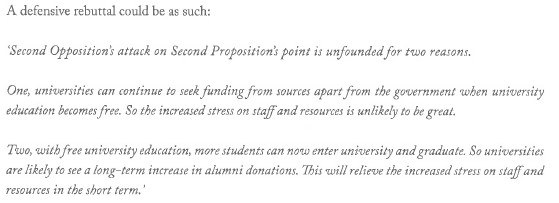 A defensive rebuttal could be as such:
'Second Opposition's attack on Second Proposition's point is unfounded for two reasons.
One, universities can continue to seek funding from sources apart from the government when university
education becomes free. So the increased stress on staff and resources is unlikely to be great.
Two, with free university education, more students can now enter university and graduate. So universities
are likely to see a long-term increase in alumni donations. This will relieve the increased stress on staff and
resources in the short term.'